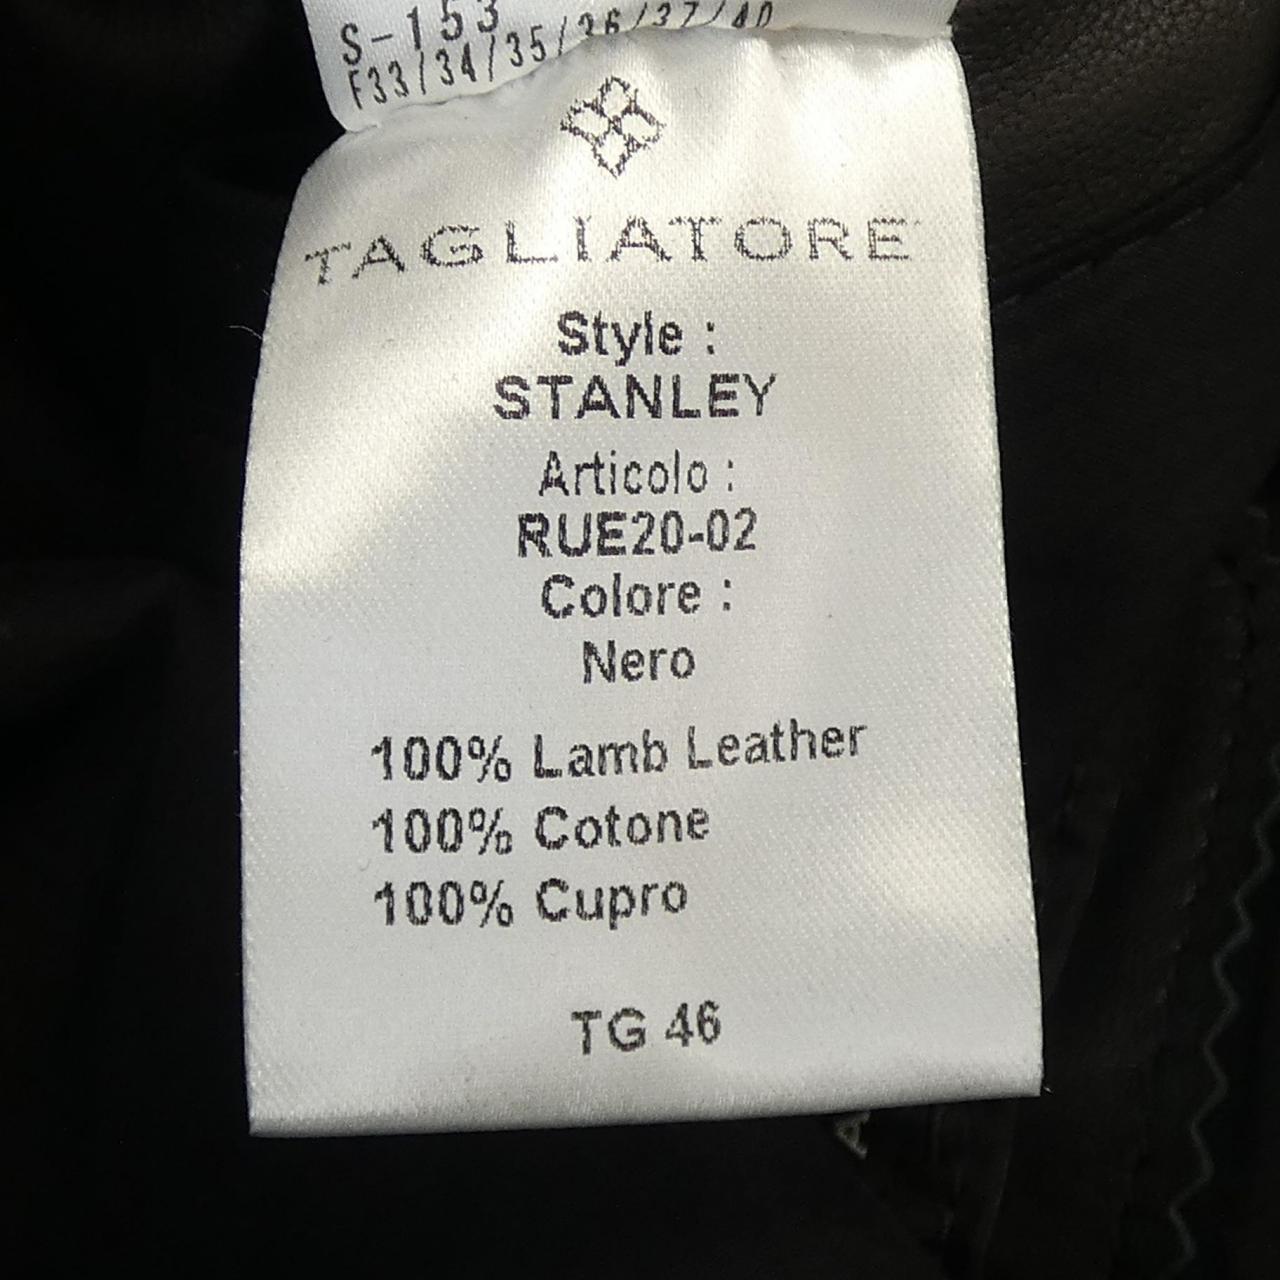 S-153
F33/34/35/36/37/40
TAGLIATORE
Style :
STANLEY
Articolo :
RUE20-02
Colore :
Nero
100% Lamb Leather
100% Cotone
100% Cupro
TG 46